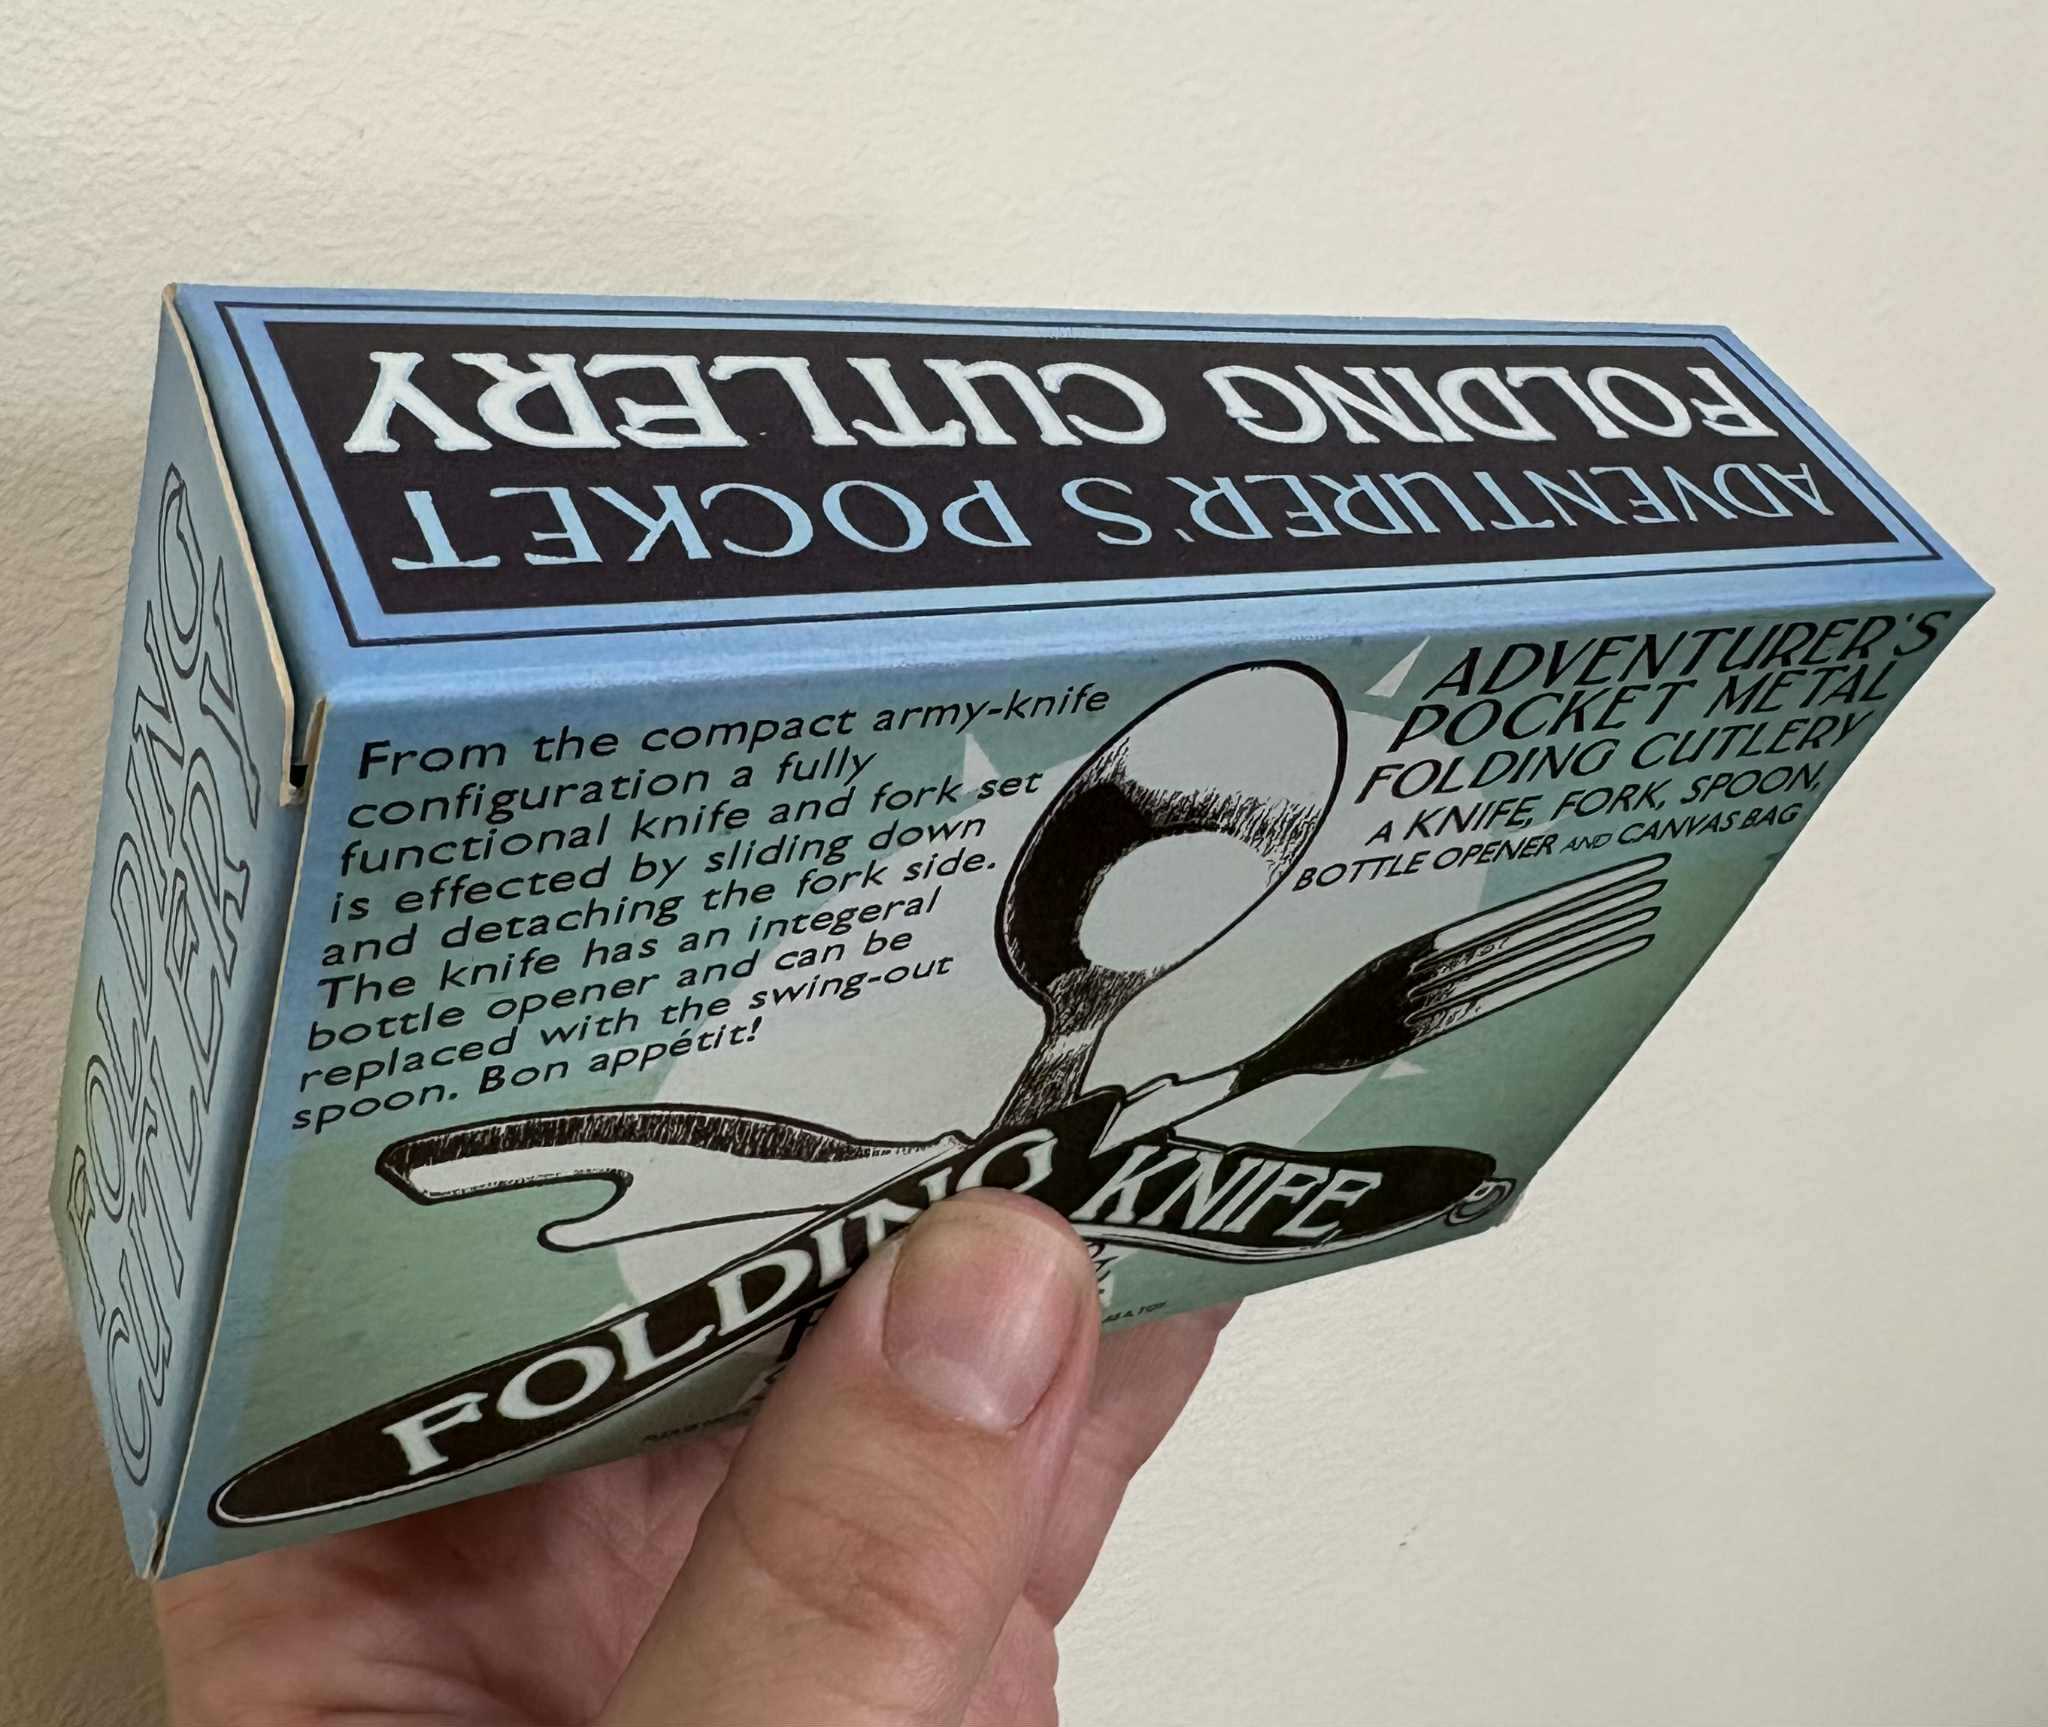 ADVENTURER'S POCKET
FOLDING CUTLERY
FOLDING
CUTLERY
From the compact army-knife
configuration a fully
functional knife and fork set
is effected by sliding down
and detaching the fork side.
The knife has an integeral
bottle opener and can be
replaced with the swing-out
spoon. Bon appétit!
ADVENTURER'S
POCKET METAL
FOLDING CUTLERY
A KNIFE, FORK, SPOON,
BOTTLE OPENER AND CANVAS BAG
FOLDING
KNIFE